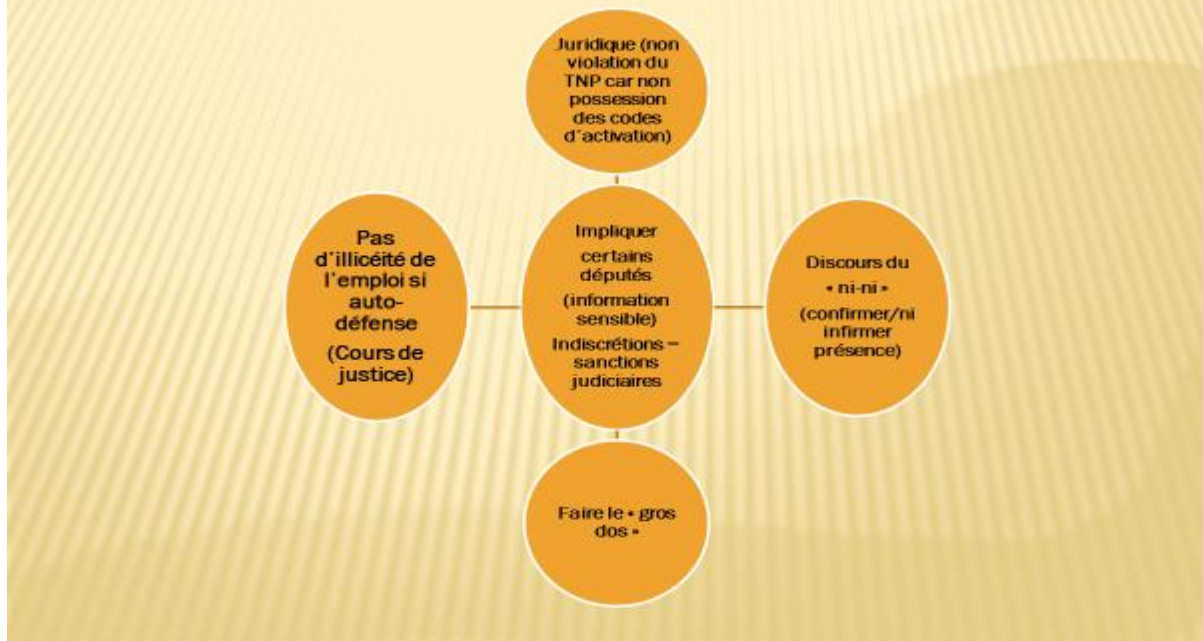 Juridique (non
violation du
TNP car non
possession
des codes
d'activation)
Pas
d'illicéité de
l'emploi si
auto-
défense
(Cours de
justice)
Impliquer
certains
députés
(information
sensible)
Indiscrétions –
sanctions
judiciaires
Discours du
« ni-ni »
(confirmer/ni
infirmer
présence)
Faire le « gros
dos »